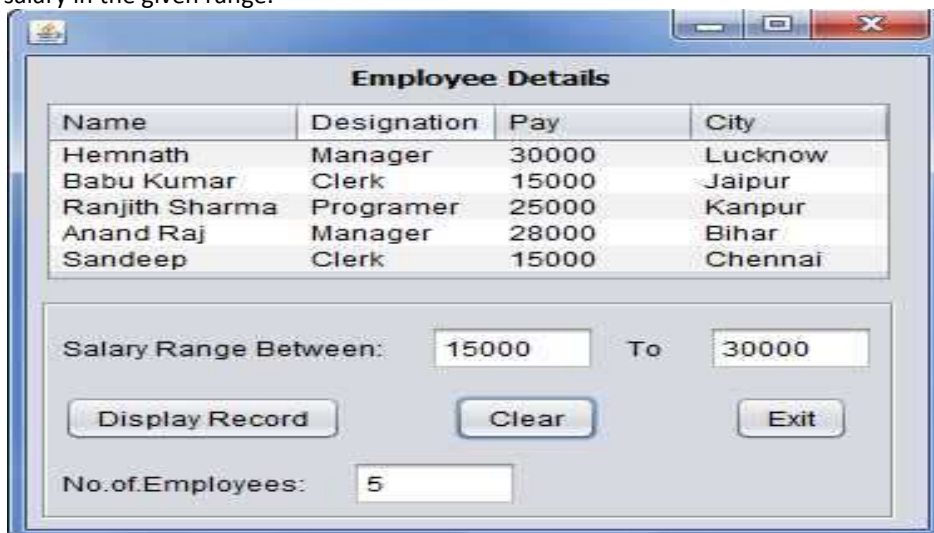 salary in the given range.
Employee Details
Name Designation Pay City
Hemnath Manager 30000 Lucknow
Babu Kumar Clerk 15000 Jaipur
Ranjith Sharma Programer 25000 Kanpur
Anand Raj Manager 28000 Bihar
Sandeep Clerk 15000 Chennai
Salary Range Between: 15000 To 30000
Display Record Clear Exit
No.of.Employees: 5